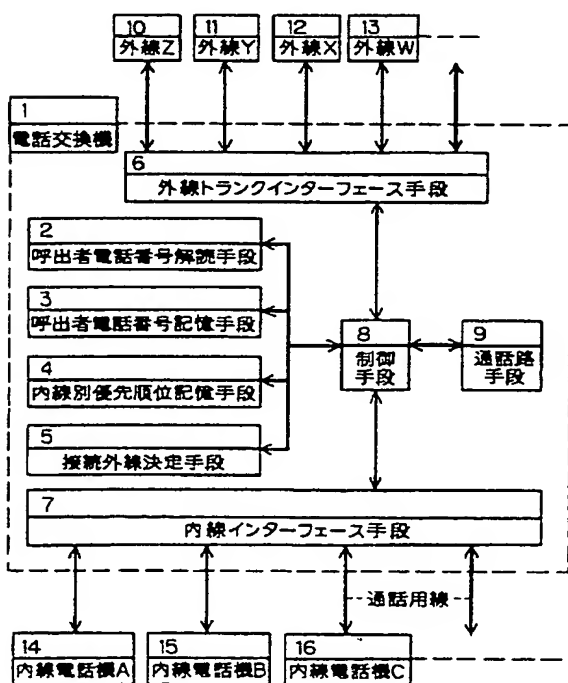 10 11 12 13
外線Z 外線Y 外線X 外線W
1
電話交換機
6
外線トランクインターフェース手段
2
呼出者電話番号解読手段
3
呼出者電話番号記憶手段
4
内線別優先順位記憶手段
5
接続外線決定手段
8
制御
手段
9
通話路
手段
7
内線インターフェース手段
通話用線
14 15 16
内線電話機A 内線電話機B 内線電話機C